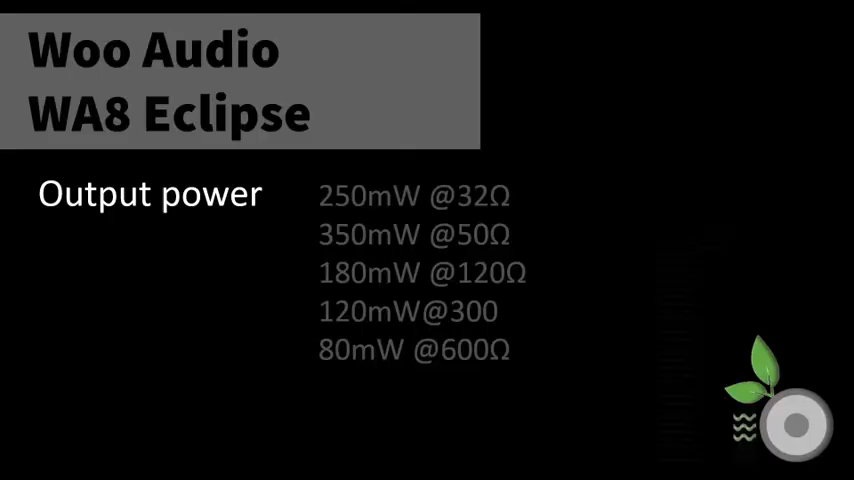 Woo Audio
WA8 Eclipse
Output power 250mW @32Ω
350mW @50Ω
180mW @120Ω
120mW@300
80mW @600Ω